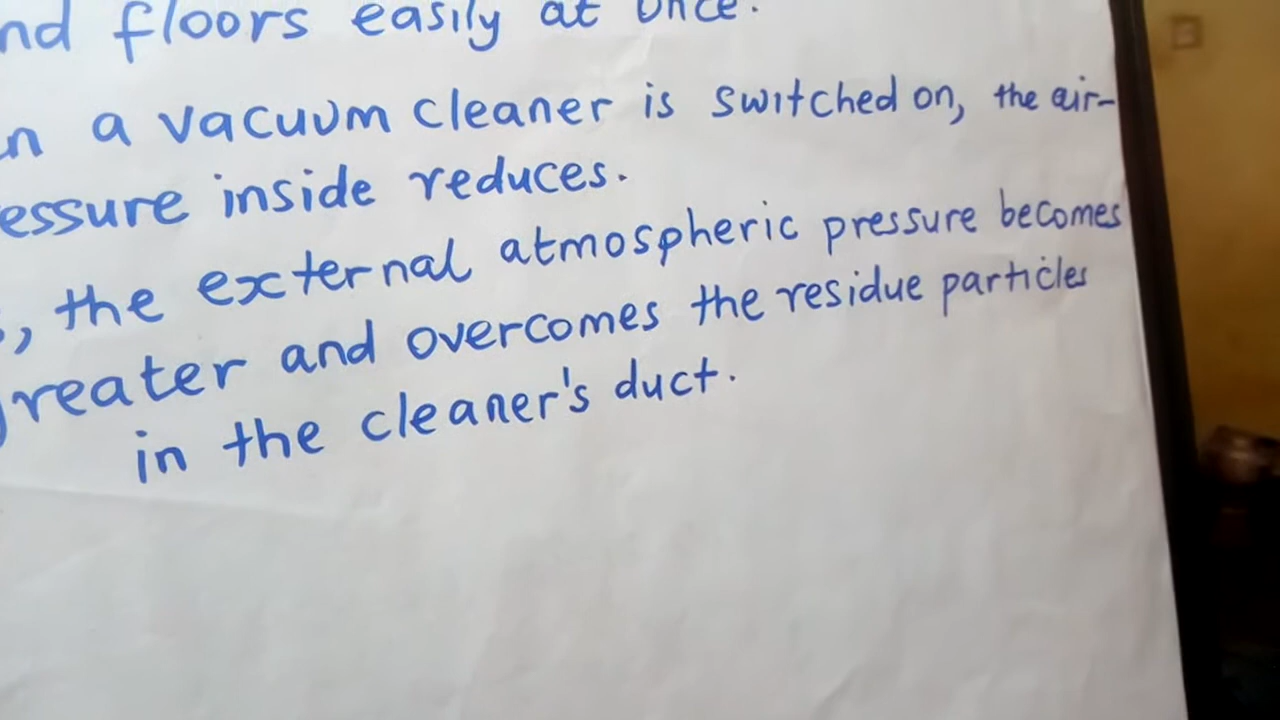 nd floors easily at once.
n a vacuum cleaner is switched on, the air-
essure inside reduces.
, the external atmospheric pressure becomes
reater and overcomes the residue particles
in the cleaner's duct.